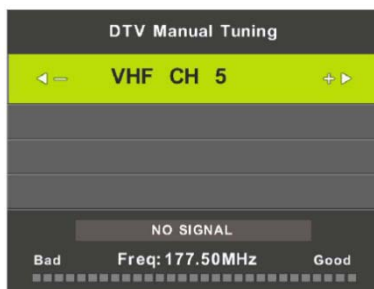 DTV Manual Tuning
VHF CH 5
NO SIGNAL
Bad Freq:177.50MHz Good